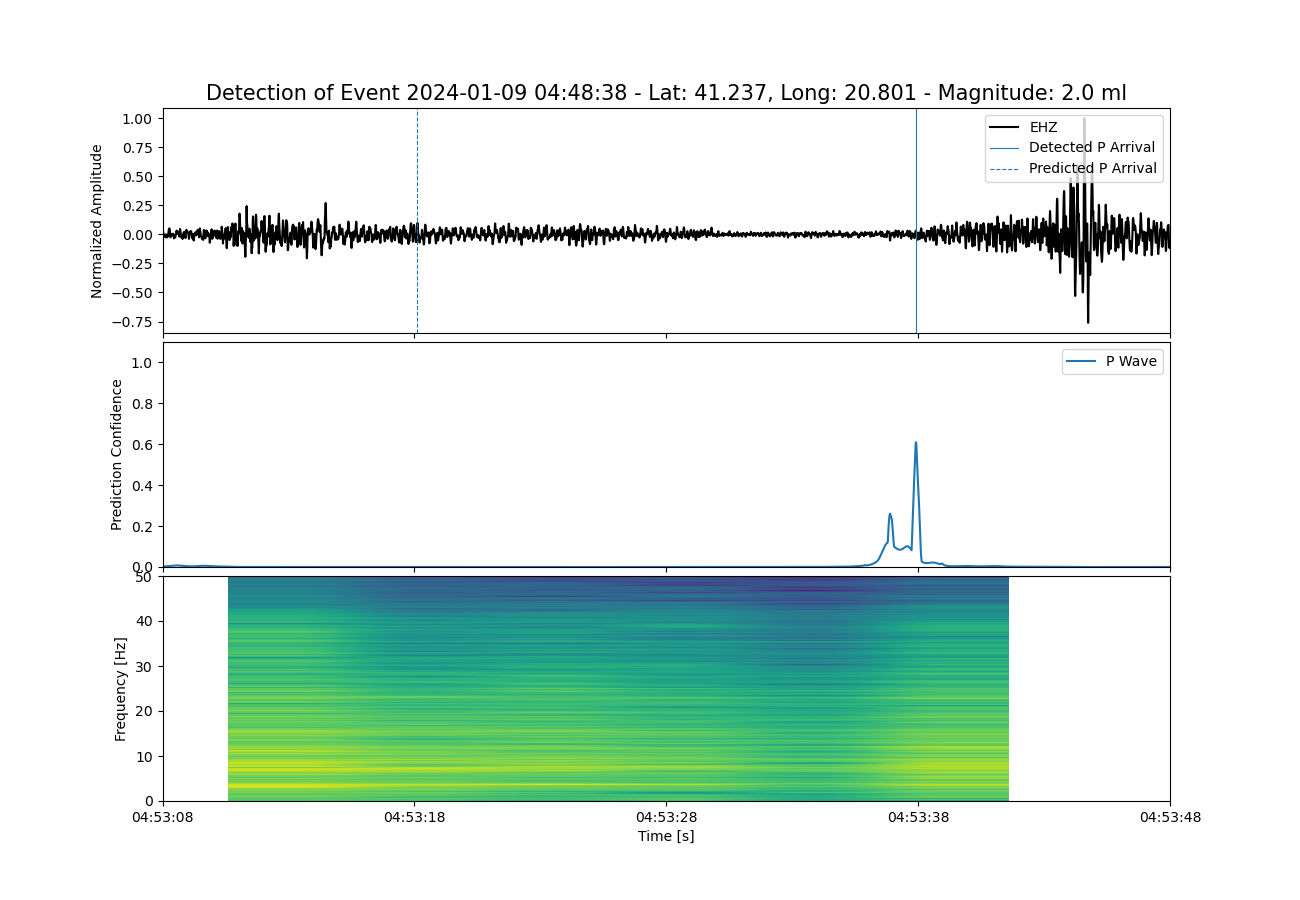 Detection of Event 2024-01-09 04:48:38 - Lat: 41.237, Long: 20.801 - Magnitude: 2.0 ml
Normalized Amplitude
1.00
0.75
0.50
0.25
0.00
−0.25
−0.50
−0.75
EHZ
Detected P Arrival
Predicted P Arrival
Prediction Confidence
1.0
0.8
0.6
0.4
0.2
0.0
P Wave
Frequency [Hz]
50
40
30
20
10
0
04:53:08 04:53:18 04:53:28 04:53:38 04:53:48
Time [s]